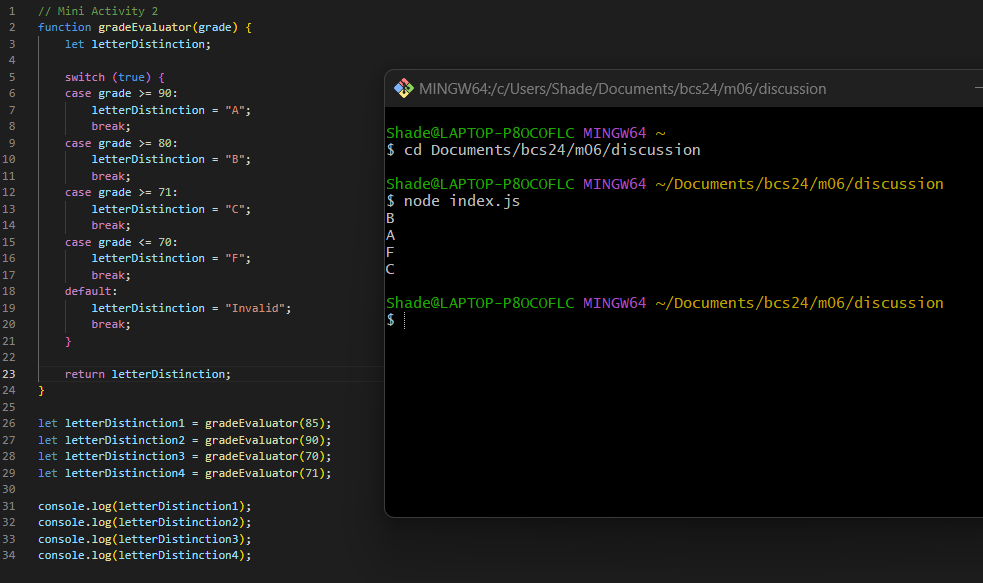 1 // Mini Activity 2
2 function gradeEvaluator(grade) {
3 let letterDistinction;
4
5 switch (true) {
6 case grade >= 90:
7 letterDistinction = "A";
8 break;
9 case grade >= 80:
10 letterDistinction = "B";
11 break;
12 case grade >= 71:
13 letterDistinction = "C";
14 break;
15 case grade <= 70:
16 letterDistinction = "F";
17 break;
18 default:
19 letterDistinction = "Invalid";
20 break;
21 }
22
23 return letterDistinction;
24 }
25
26 let letterDistinction1 = gradeEvaluator(85);
27 let letterDistinction2 = gradeEvaluator(90);
28 let letterDistinction3 = gradeEvaluator(70);
29 let letterDistinction4 = gradeEvaluator(71);
30
31 console.log(letterDistinction1);
32 console.log(letterDistinction2);
33 console.log(letterDistinction3);
34 console.log(letterDistinction4);
MINGW64:/c/Users/Shade/Documents/bcs24/m06/discussion
Shade@LAPTOP-P8OCOFLC MINGW64 ~
$ cd Documents/bcs24/m06/discussion
Shade@LAPTOP-P8OCOFLC MINGW64 ~/Documents/bcs24/m06/discussion
$ node index.js
B
A
F
C
Shade@LAPTOP-P8OCOFLC MINGW64 ~/Documents/bcs24/m06/discussion
$